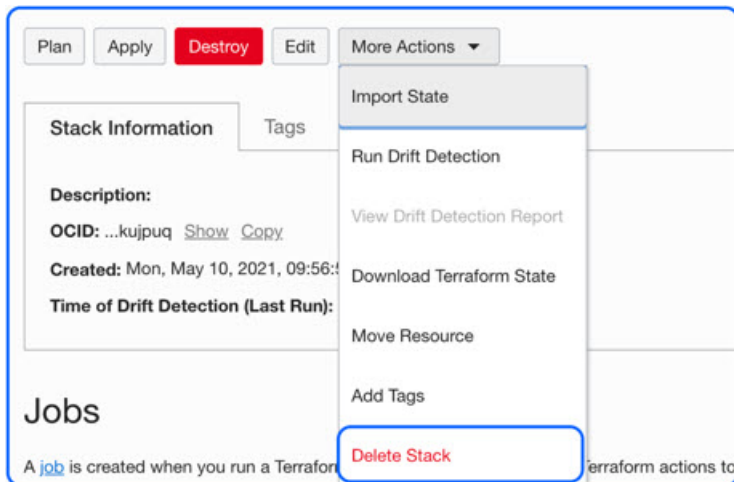 Plan Apply Destroy Edit More Actions
Import State
Stack Information Tags
Run Drift Detection
Description:
View Drift Detection Report
OCID: ...kujpuq Show Copy
Created: Mon, May 10, 2021, 09:56:
Download Terraform State
Time of Drift Detection (Last Run):
Move Resource
Add Tags
Jobs
Delete Stack
A job is created when you run a Terrafor erraform actions to